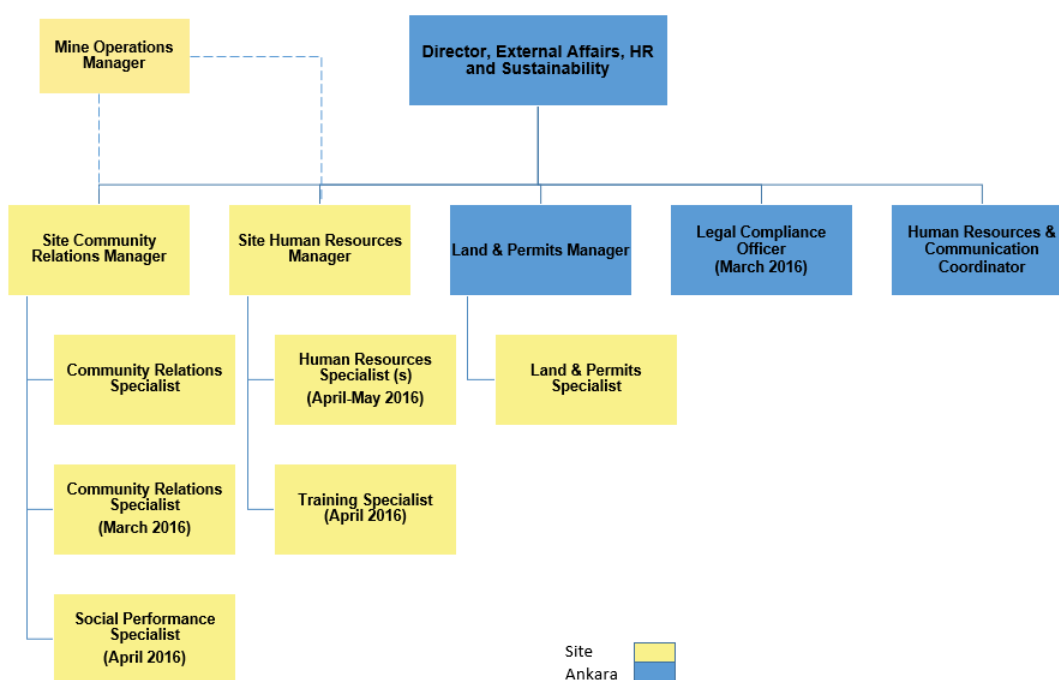 Mine Operations
Manager
Director, External Affairs, HR
and Sustainability
Site Community
Relations Manager
Site Human Resources
Manager
Land & Permits Manager
Legal Compliance
Officer
(March 2016)
Human Resources &
Communication
Coordinator
Community Relations
Specialist
Human Resources
Specialist (s)
(April-May 2016)
Land & Permits
Specialist
Community Relations
Specialist
(March 2016)
Training Specialist
(April 2016)
Social Performance
Specialist
(April 2016)
Site
Ankara